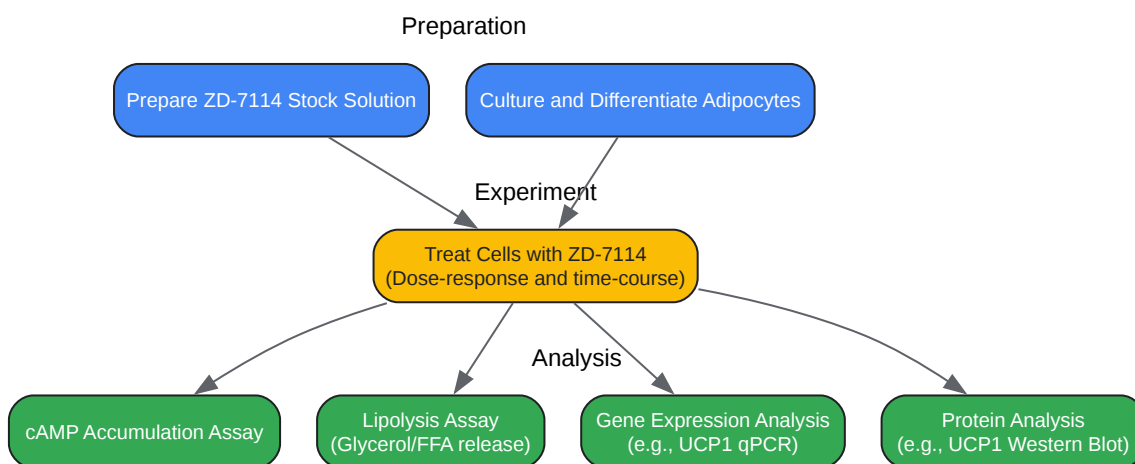 Preparation
Prepare ZD-7114 Stock Solution
Culture and Differentiate Adipocytes
Experiment
Treat Cells with ZD-7114
(Dose-response and time-course)
Analysis
cAMP Accumulation Assay
Lipolysis Assay
(Glycerol/FFA release)
Gene Expression Analysis
(e.g., UCP1 qPCR)
Protein Analysis
(e.g., UCP1 Western Blot)